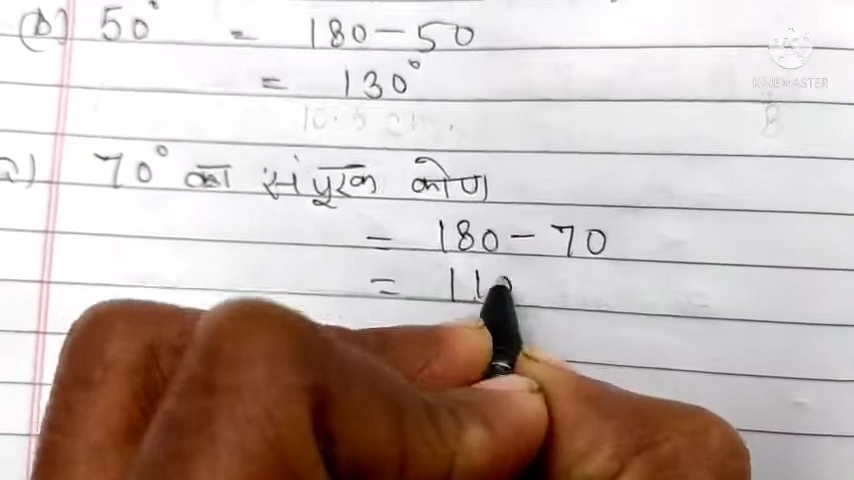 (b) 50° = 180-50
= 130°
70° का संपूरक कोण
= 180-70
= 110
KINEMASTER